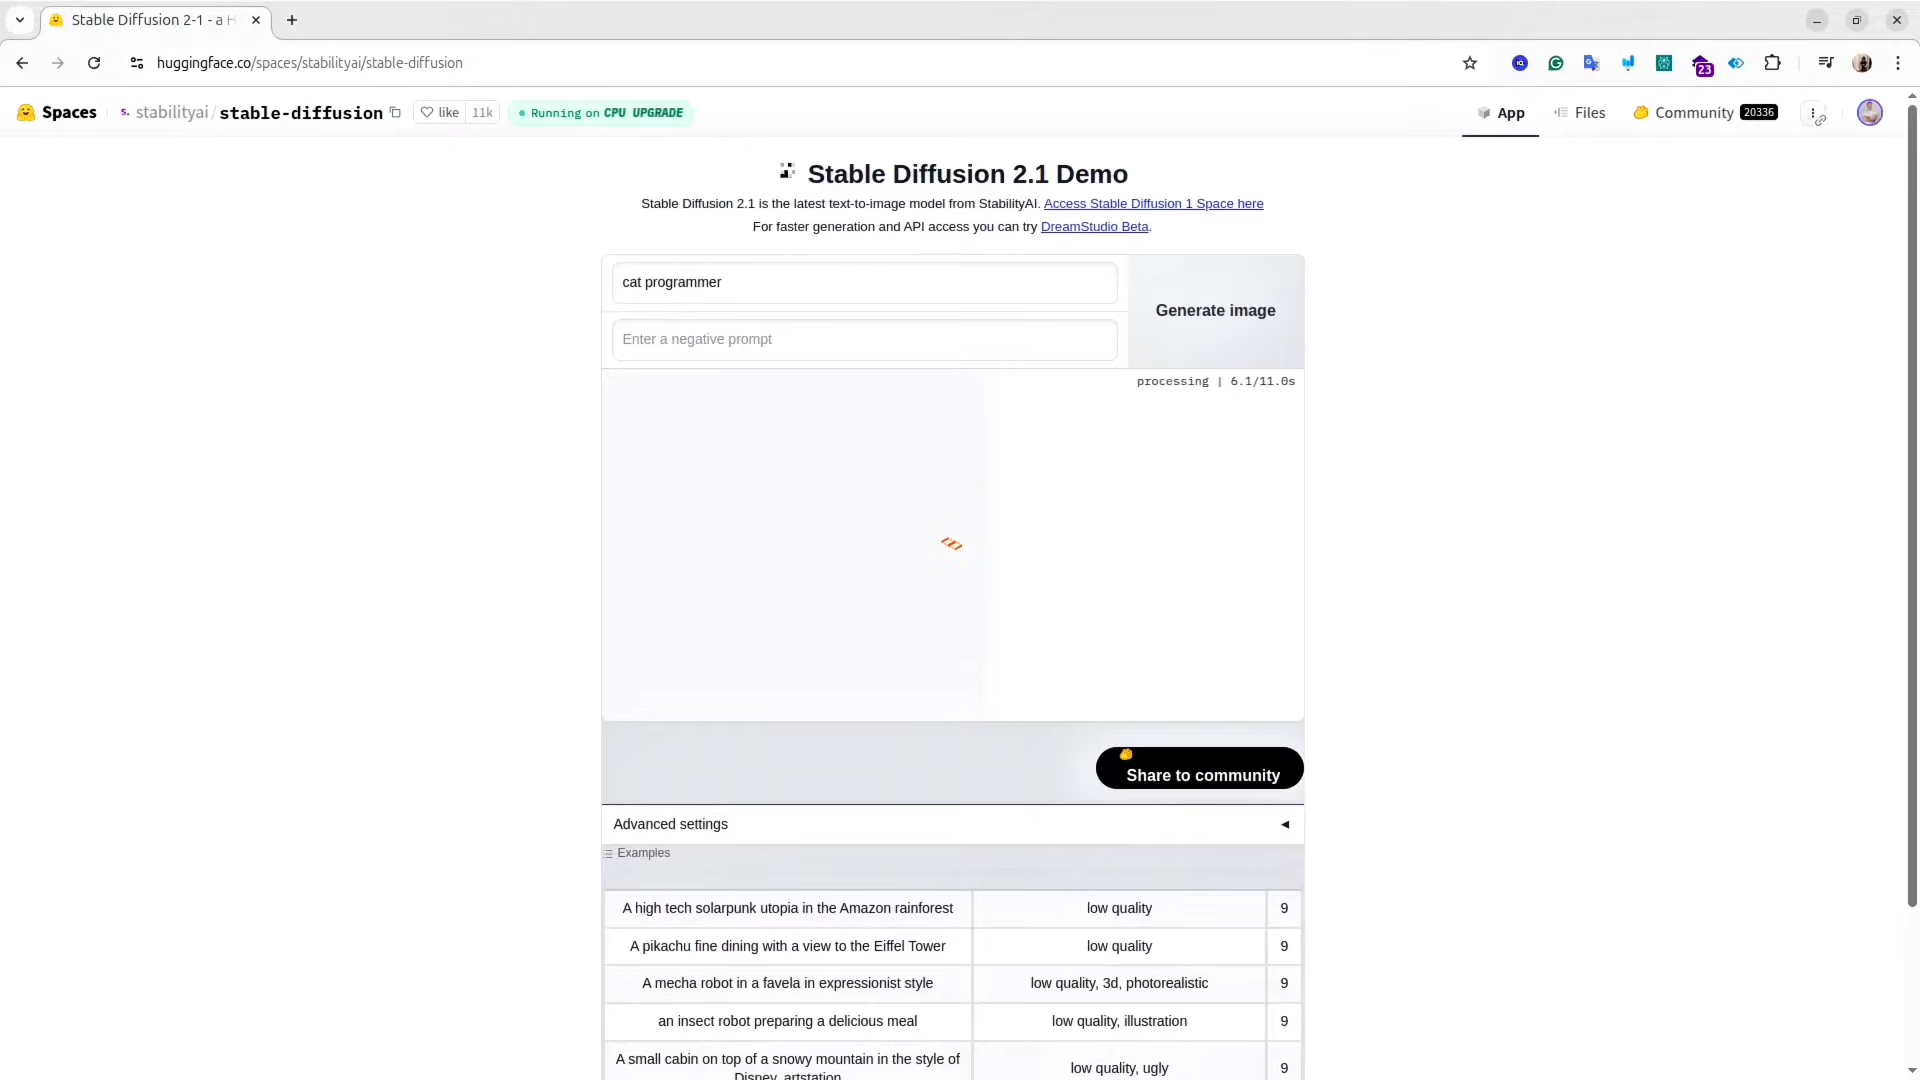 Stable Diffusion 2-1 - a H
huggingface.co/spaces/stabilityai/stable-diffusion
23
Spaces
stabilityai/stable-diffusion
like 11k
Running on CPU UPGRADE
App
Files
Community 20336
Stable Diffusion 2.1 Demo
Stable Diffusion 2.1 is the latest text-to-image model from StabilityAI. Access Stable Diffusion 1 Space here
For faster generation and API access you can try DreamStudio Beta.
cat programmer
Enter a negative prompt
Generate image
processing | 6.1/11.0s
Share to community
Advanced settings
Examples
A high tech solarpunk utopia in the Amazon rainforest low quality 9
A pikachu fine dining with a view to the Eiffel Tower low quality 9
A mecha robot in a favela in expressionist style low quality, 3d, photorealistic 9
an insect robot preparing a delicious meal low quality, illustration 9
A small cabin on top of a snowy mountain in the style of
Disney, artstation
low quality, ugly 9